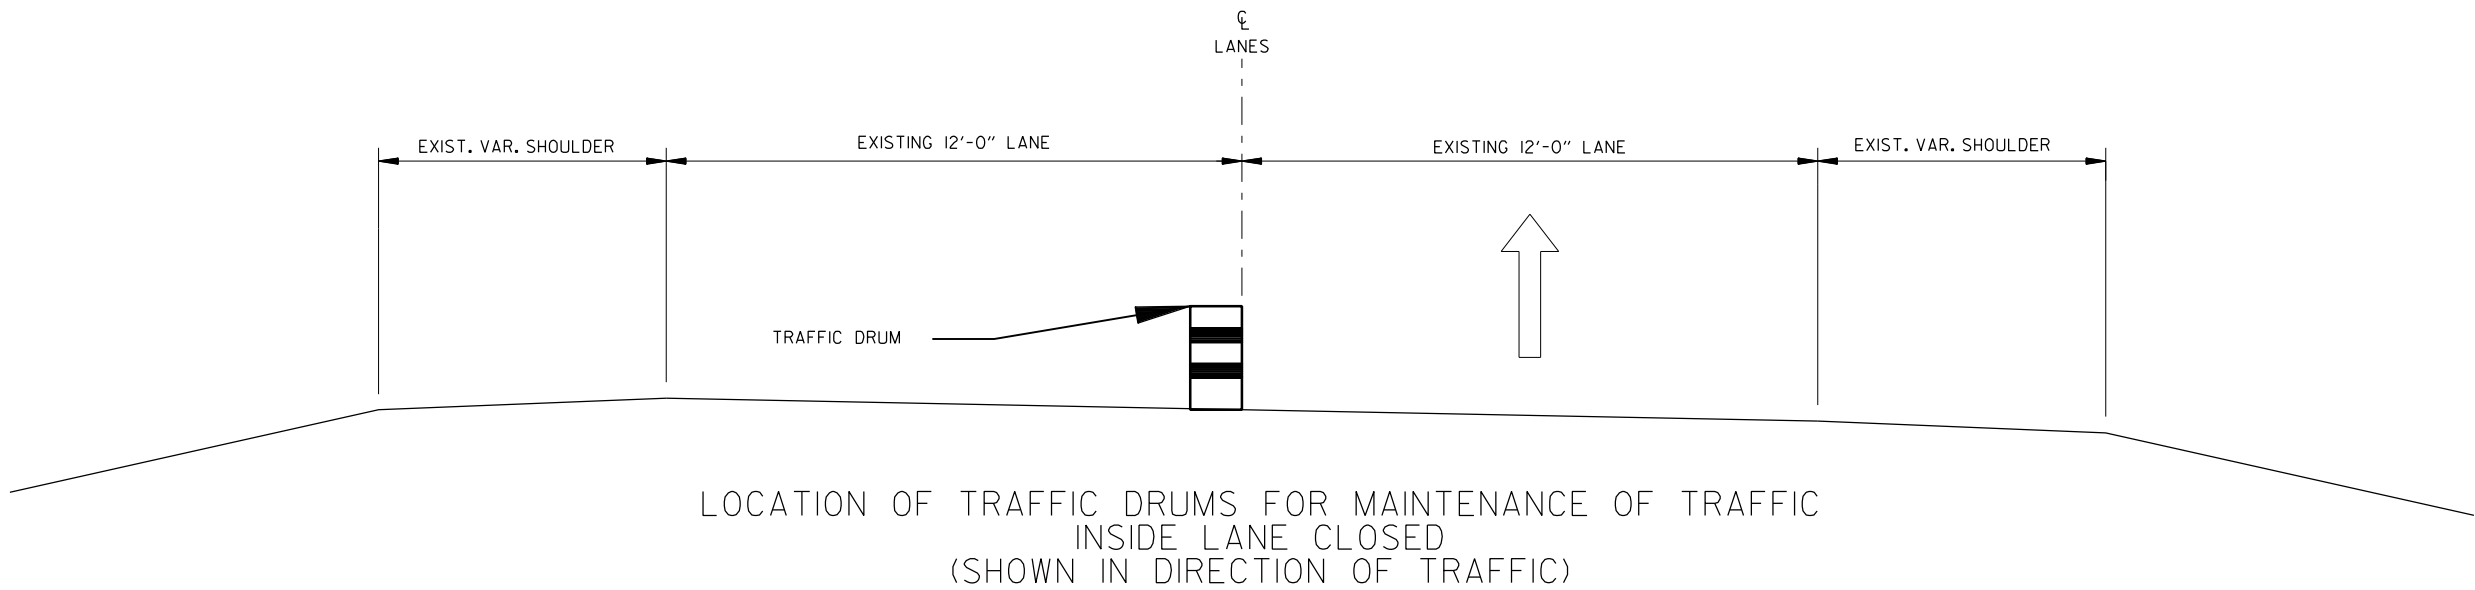 ℄
LANES
EXIST. VAR. SHOULDER
EXISTING 12'-0" LANE
EXISTING 12'-0" LANE
EXIST. VAR. SHOULDER
TRAFFIC DRUM
LOCATION OF TRAFFIC DRUMS FOR MAINTENANCE OF TRAFFIC
INSIDE LANE CLOSED
(SHOWN IN DIRECTION OF TRAFFIC)